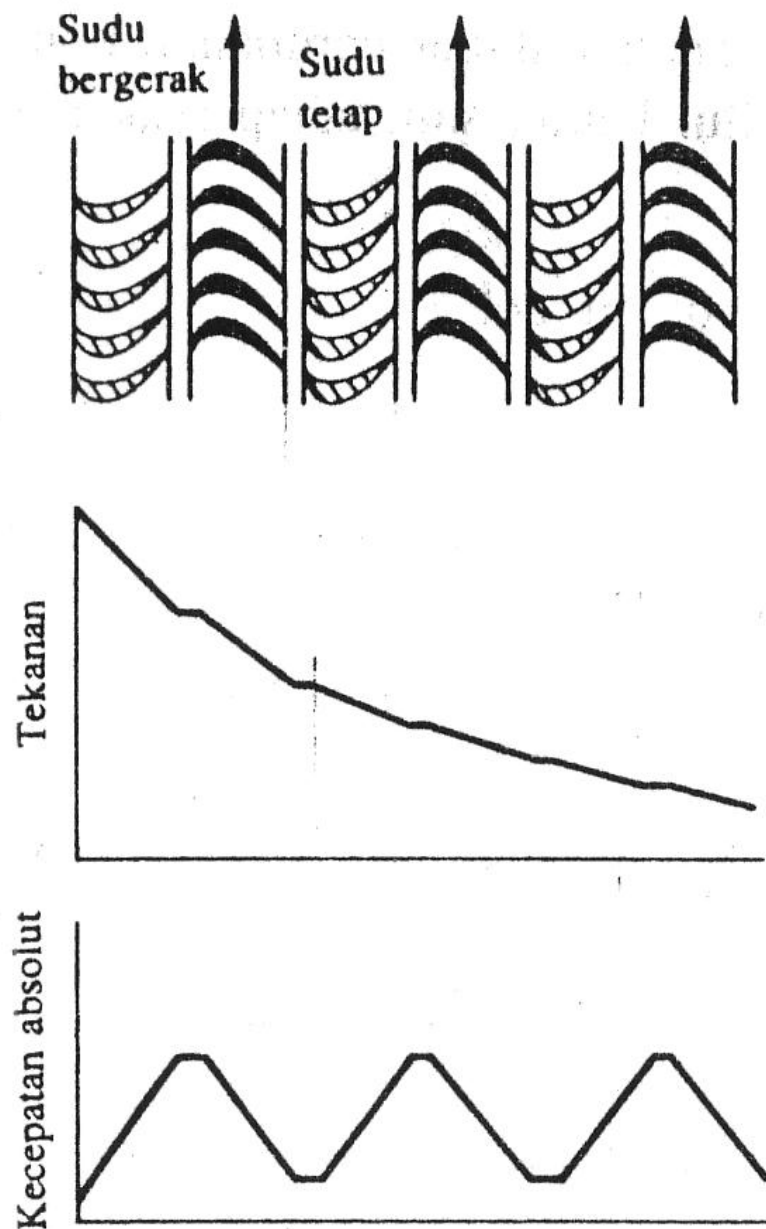 Sudu
bergerak
Sudu
tetap
Tekanan
Kecepatan absolut